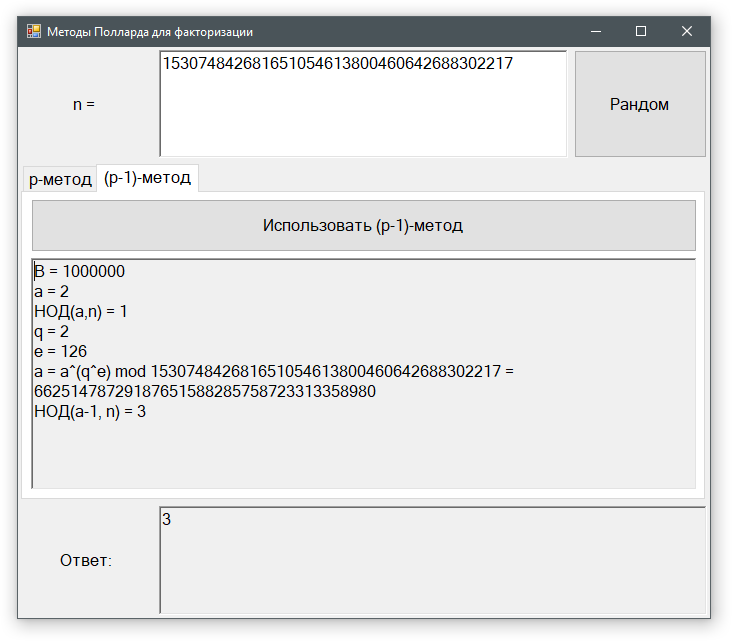 Методы Полларда для факторизации
n =
153074842681651054613800460642688302217
Рандом
p-метод
(p-1)-метод
Использовать (p-1)-метод
B = 1000000
a = 2
НОД(a,n) = 1
q = 2
e = 126
a = a^(q^e) mod 153074842681651054613800460642688302217 =
66251478729187651588285758723313358980
НОД(a-1, n) = 3
Ответ:
3